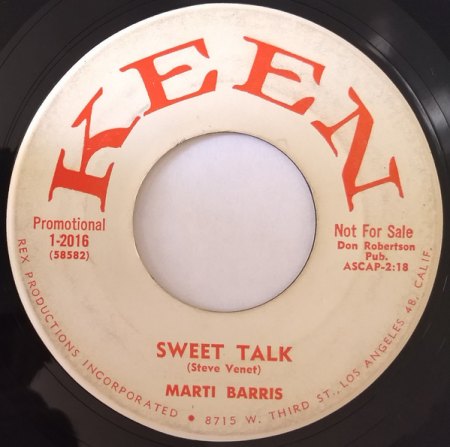 KEEN
Promotional
1-2016
(58582)
Not For Sale
Don Robertson
Pub.
ASCAP-2:18
SWEET TALK
(Steve Venet)
MARTI BARRIS
REX PRODUCTIONS INCORPORATED • 8715 W. THIRD ST., LOS ANGELES 48, CALIF.